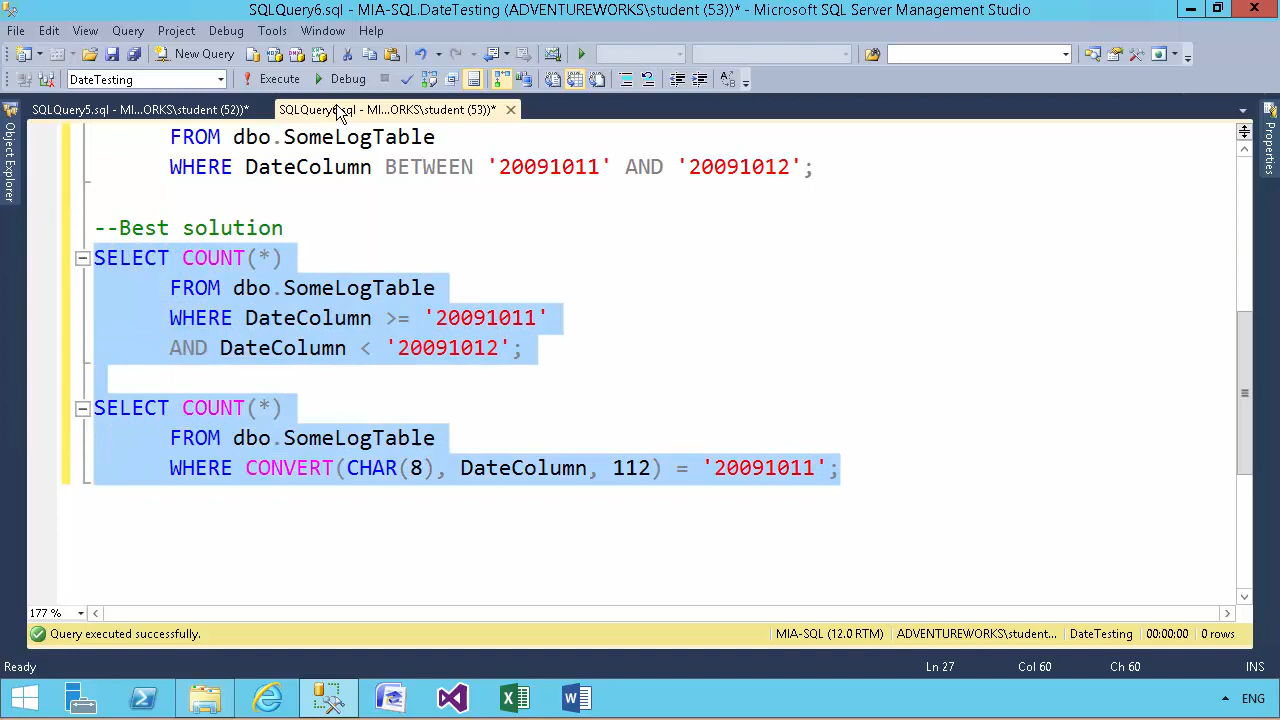 SQLQuery6.sql - MIA-SQL.DateTesting (ADVENTUREWORKS\student (53))* - Microsoft SQL Server Management Studio
File Edit View Query Project Debug Tools Window Help
New Query
DateTesting Execute Debug
SQLQuery5.sql - MI...ORKS\student (52))* SQLQuery6.sql - MI...ORKS\student (53))*
Object Explorer
Properties
FROM dbo.SomeLogTable
WHERE DateColumn BETWEEN '20091011' AND '20091012';
--Best solution
SELECT COUNT(*)
FROM dbo.SomeLogTable
WHERE DateColumn >= '20091011'
AND DateColumn < '20091012';
SELECT COUNT(*)
FROM dbo.SomeLogTable
WHERE CONVERT(CHAR(8), DateColumn, 112) = '20091011';
177 %
Query executed successfully. MIA-SQL (12.0 RTM) ADVENTUREWORKS\student... DateTesting 00:00:00 0 rows
Ready Ln 27 Col 60 Ch 60 INS
ENG